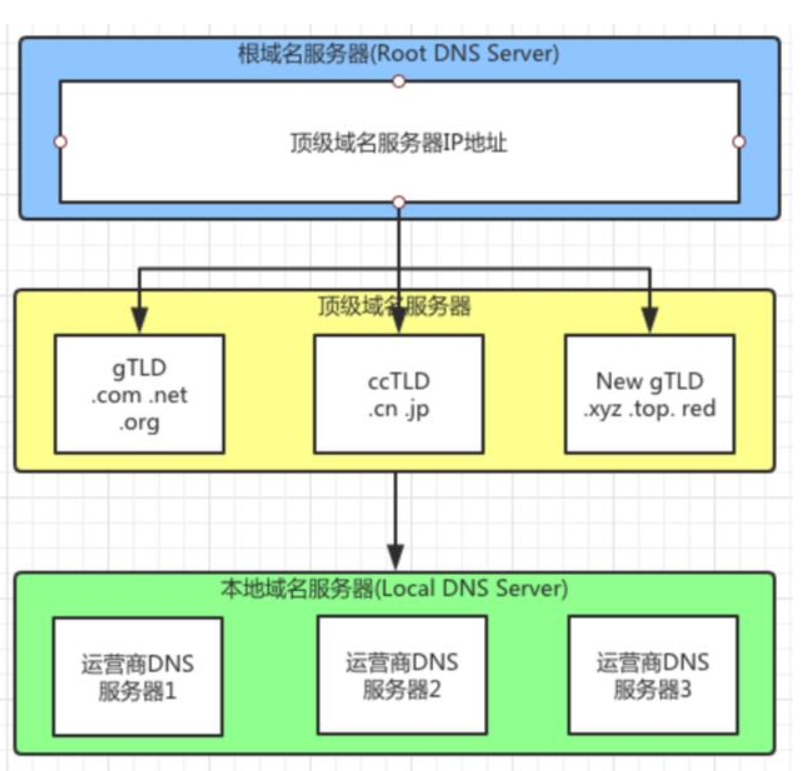 根域名服务器(Root DNS Server)
顶级域名服务器IP地址
顶级域名服务器
gTLD
.com .net
.org
ccTLD
.cn .jp
New gTLD
.xyz .top. red
本地域名服务器(Local DNS Server)
运营商DNS
服务器1
运营商DNS
服务器2
运营商DNS
服务器3